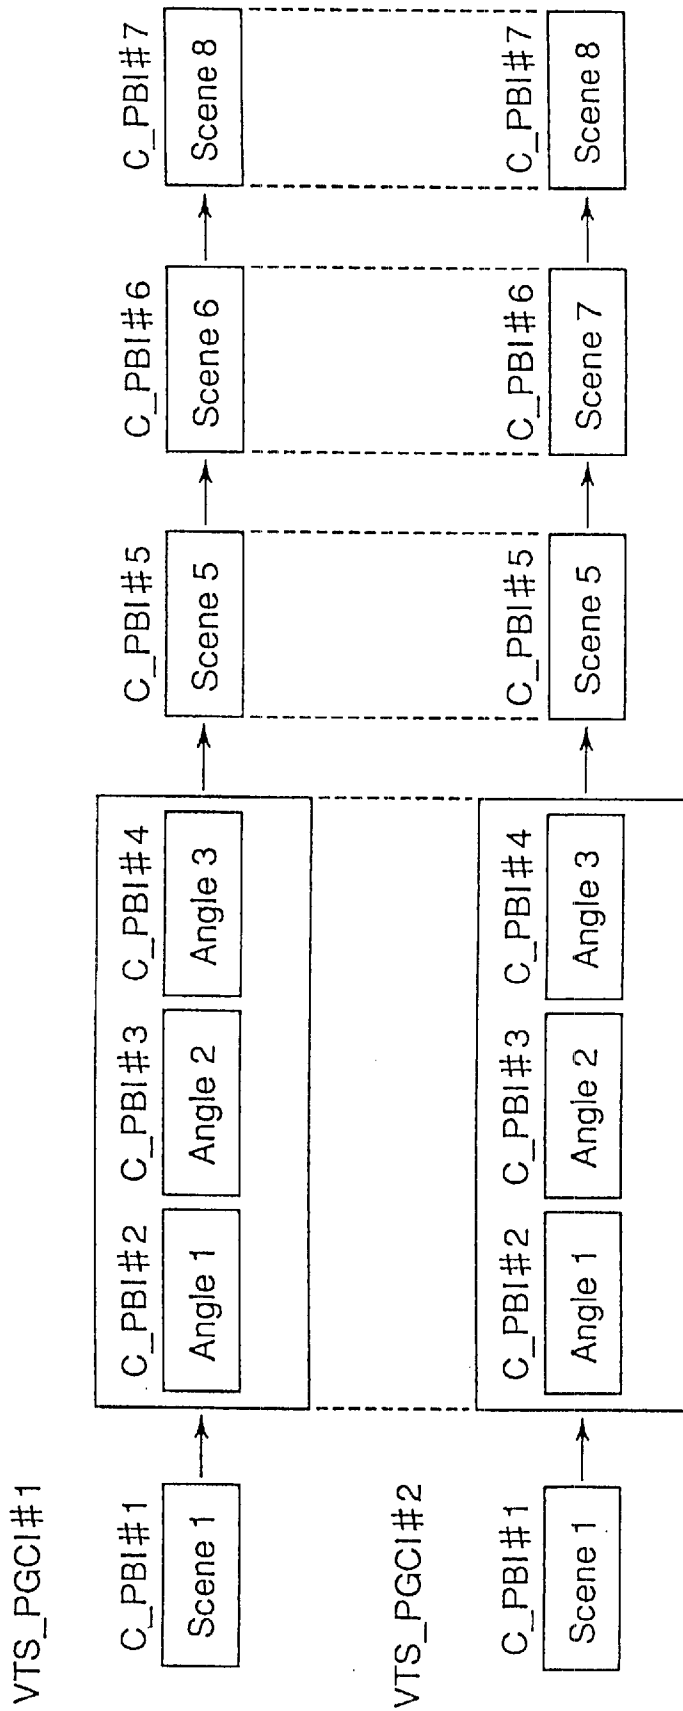 VTS_PGCI#1
C_PBI#1
Scene 1
C_PBI#2
Angle 1
C_PBI#3
Angle 2
C_PBI#4
Angle 3
C_PBI#5
Scene 5
C_PBI#6
Scene 6
C_PBI#7
Scene 8
VTS_PGCI#2
C_PBI#1
Scene 1
C_PBI#2
Angle 1
C_PBI#3
Angle 2
C_PBI#4
Angle 3
C_PBI#5
Scene 5
C_PBI#6
Scene 7
C_PBI#7
Scene 8